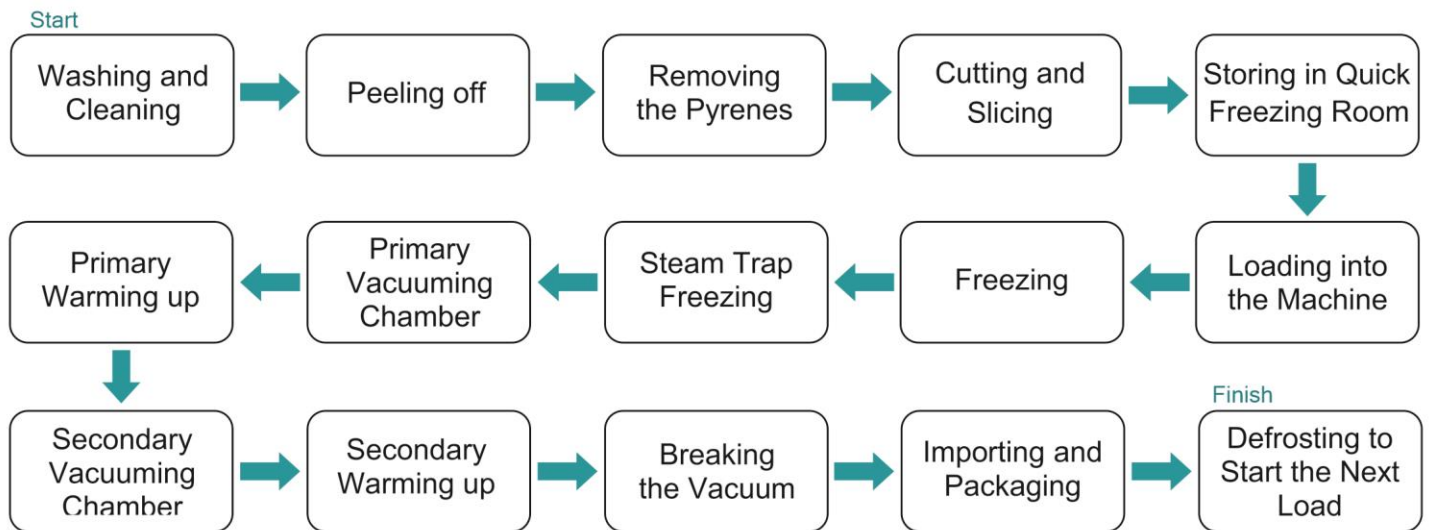 Start
Washing and
Cleaning
Peeling off
Removing
the Pyrenes
Cutting and
Slicing
Storing in Quick
Freezing Room
Loading into
the Machine
Freezing
Steam Trap
Freezing
Primary
Vacuuming
Chamber
Primary
Warming up
Secondary
Vacuuming
Chamber
Secondary
Warming up
Breaking
the Vacuum
Importing and
Packaging
Finish
Defrosting to
Start the Next
Load